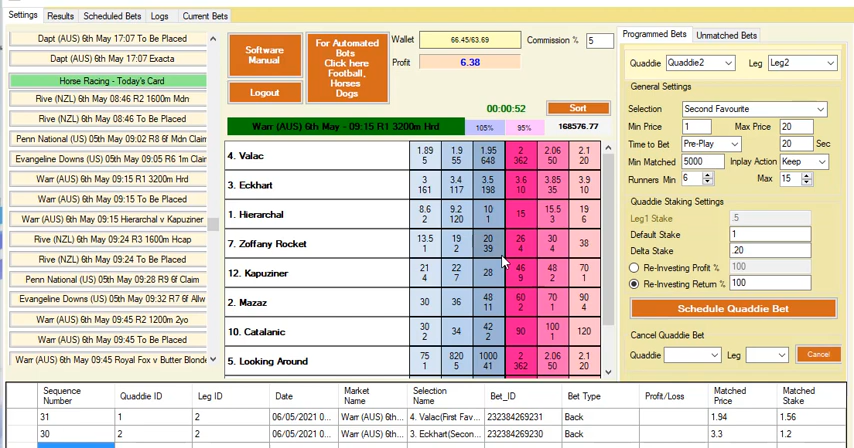 Settings Results Scheduled Bets Logs Current Bets
Dapt (AUS) 6th May 17:07 To Be Placed
Dapt (AUS) 6th May 17:07 Exacta
Horse Racing - Today's Card
Rive (NZL) 6th May 08:46 R2 1600m Mdn
Rive (NZL) 6th May 08:46 To Be Placed
Penn National (US) 05th May 09:02 R8 6f Mdn Claim
Evangeline Downs (US) 05th May 09:05 R6 1m Clair
Warr (AUS) 6th May 09:15 R1 3200m Hrd
Warr (AUS) 6th May 09:15 To Be Placed
Warr (AUS) 6th May 09:15 Hierarchal v Kapuziner
Rive (NZL) 6th May 09:24 R3 1600m Hcap
Rive (NZL) 6th May 09:24 To Be Placed
Penn National (US) 05th May 09:28 R9 6f Claim
Evangeline Downs (US) 05th May 09:32 R7 6f Allw
Warr (AUS) 6th May 09:45 R2 1200m 2yo
Warr (AUS) 6th May 09:45 To Be Placed
Warr (AUS) 6th May 09:45 Royal Fox v Butter Blonde
Software Manual
Logout
For Automated
Bots
Click here
Football,
Horses
Dogs
Wallet 66.45/63.69 Commission % 5
Profit 6.38
00:00:52 Sort
Warr (AUS) 6th May - 09:15 R1 3200m Hrd 105% 95% 168576.77
4. Valac 1.89 1.9 1.95 2 2.06 2.1
5 55 648 362 50 120
3. Eckhart 3 3.4 3.5 3.8 3.85 3.9
161 117 198 10 35 10
1. Hierarchal 8.6 9.2 10 15 15.5 19
2 120 1 3 6
7. Zoffany Rocket 13.5 19 20 26 30 38
1 2 39 4 4
12. Kapuziner 21 22 28 46 48 70
4 7 9 2 1
2. Mazaz 30 36 48 60 70 90
11 2 1 4
10. Catalanic 30 34 42 90 100 120
2 2 1
5. Looking Around 75 820 1000 2 2.06 2.1
1 5 41 362 50 120
Programmed Bets Unmatched Bets
Quaddie Quaddie2 Leg Leg2
General Settings
Selection Second Favourite
Min Price 1 Max Price 20
Time to Bet Pre-Play 20 Sec
Min Matched 5000 Inplay Action Keep
Runners Min 6 Max 15
Quaddie Staking Settings
Leg1 Stake .5
Default Stake 1
Delta Stake .20
Re-Investing Profit % 100
Re-Investing Return % 100
Schedule Quaddie Bet
Cancel Quaddie Bet
Quaddie Leg Cancel
Sequence Number Quaddie ID Leg ID Date Market Name Selection Name Bet_ID Bet Type Profit/Loss Matched Price Matched Stake
31 1 2 06/05/2021 0... Warr (AUS) 6th... 4. Valac(First Fav... 232384269231 Back 1.94 1.56
30 2 2 06/05/2021 0... Warr (AUS) 6th... 3. Eckhart(Secon... 232384269230 Back 3.3 1.2